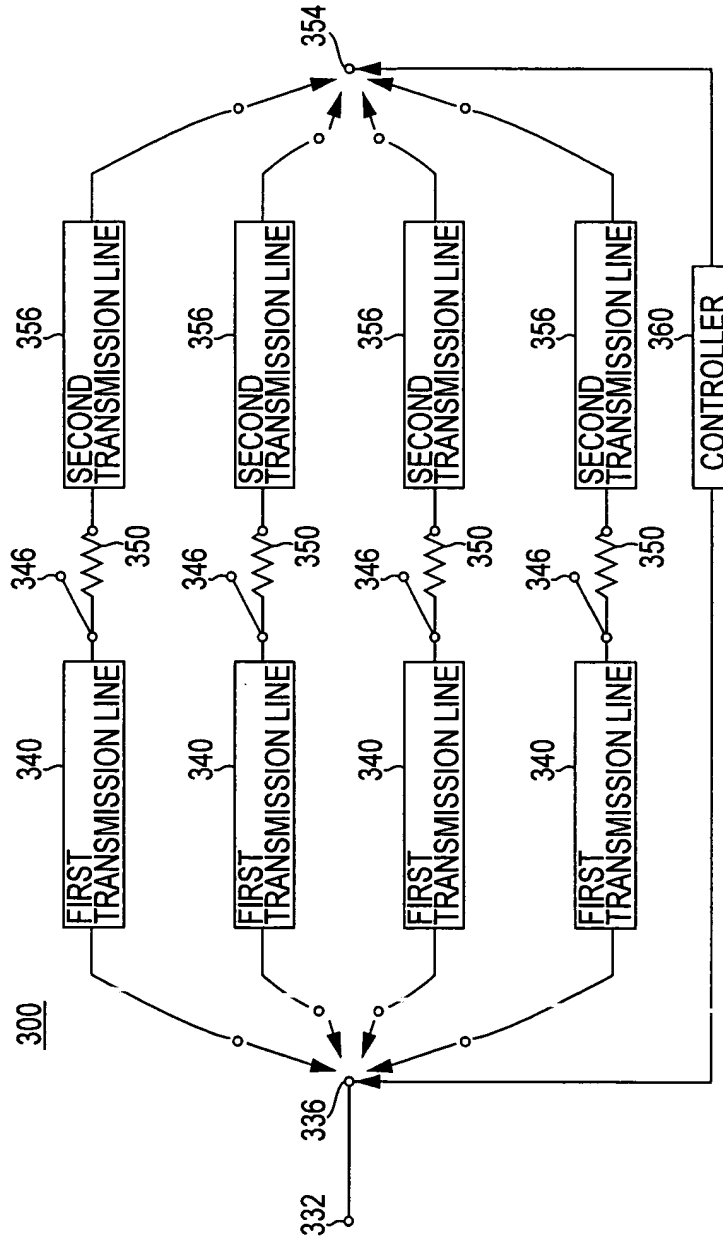 300
332
336
340
FIRST
TRANSMISSION LINE
346
350
356
SECOND
TRANSMISSION LINE
340
FIRST
TRANSMISSION LINE
346
350
356
SECOND
TRANSMISSION LINE
340
FIRST
TRANSMISSION LINE
346
350
356
SECOND
TRANSMISSION LINE
340
FIRST
TRANSMISSION LINE
346
350
356
SECOND
TRANSMISSION LINE
354
360
CONTROLLER